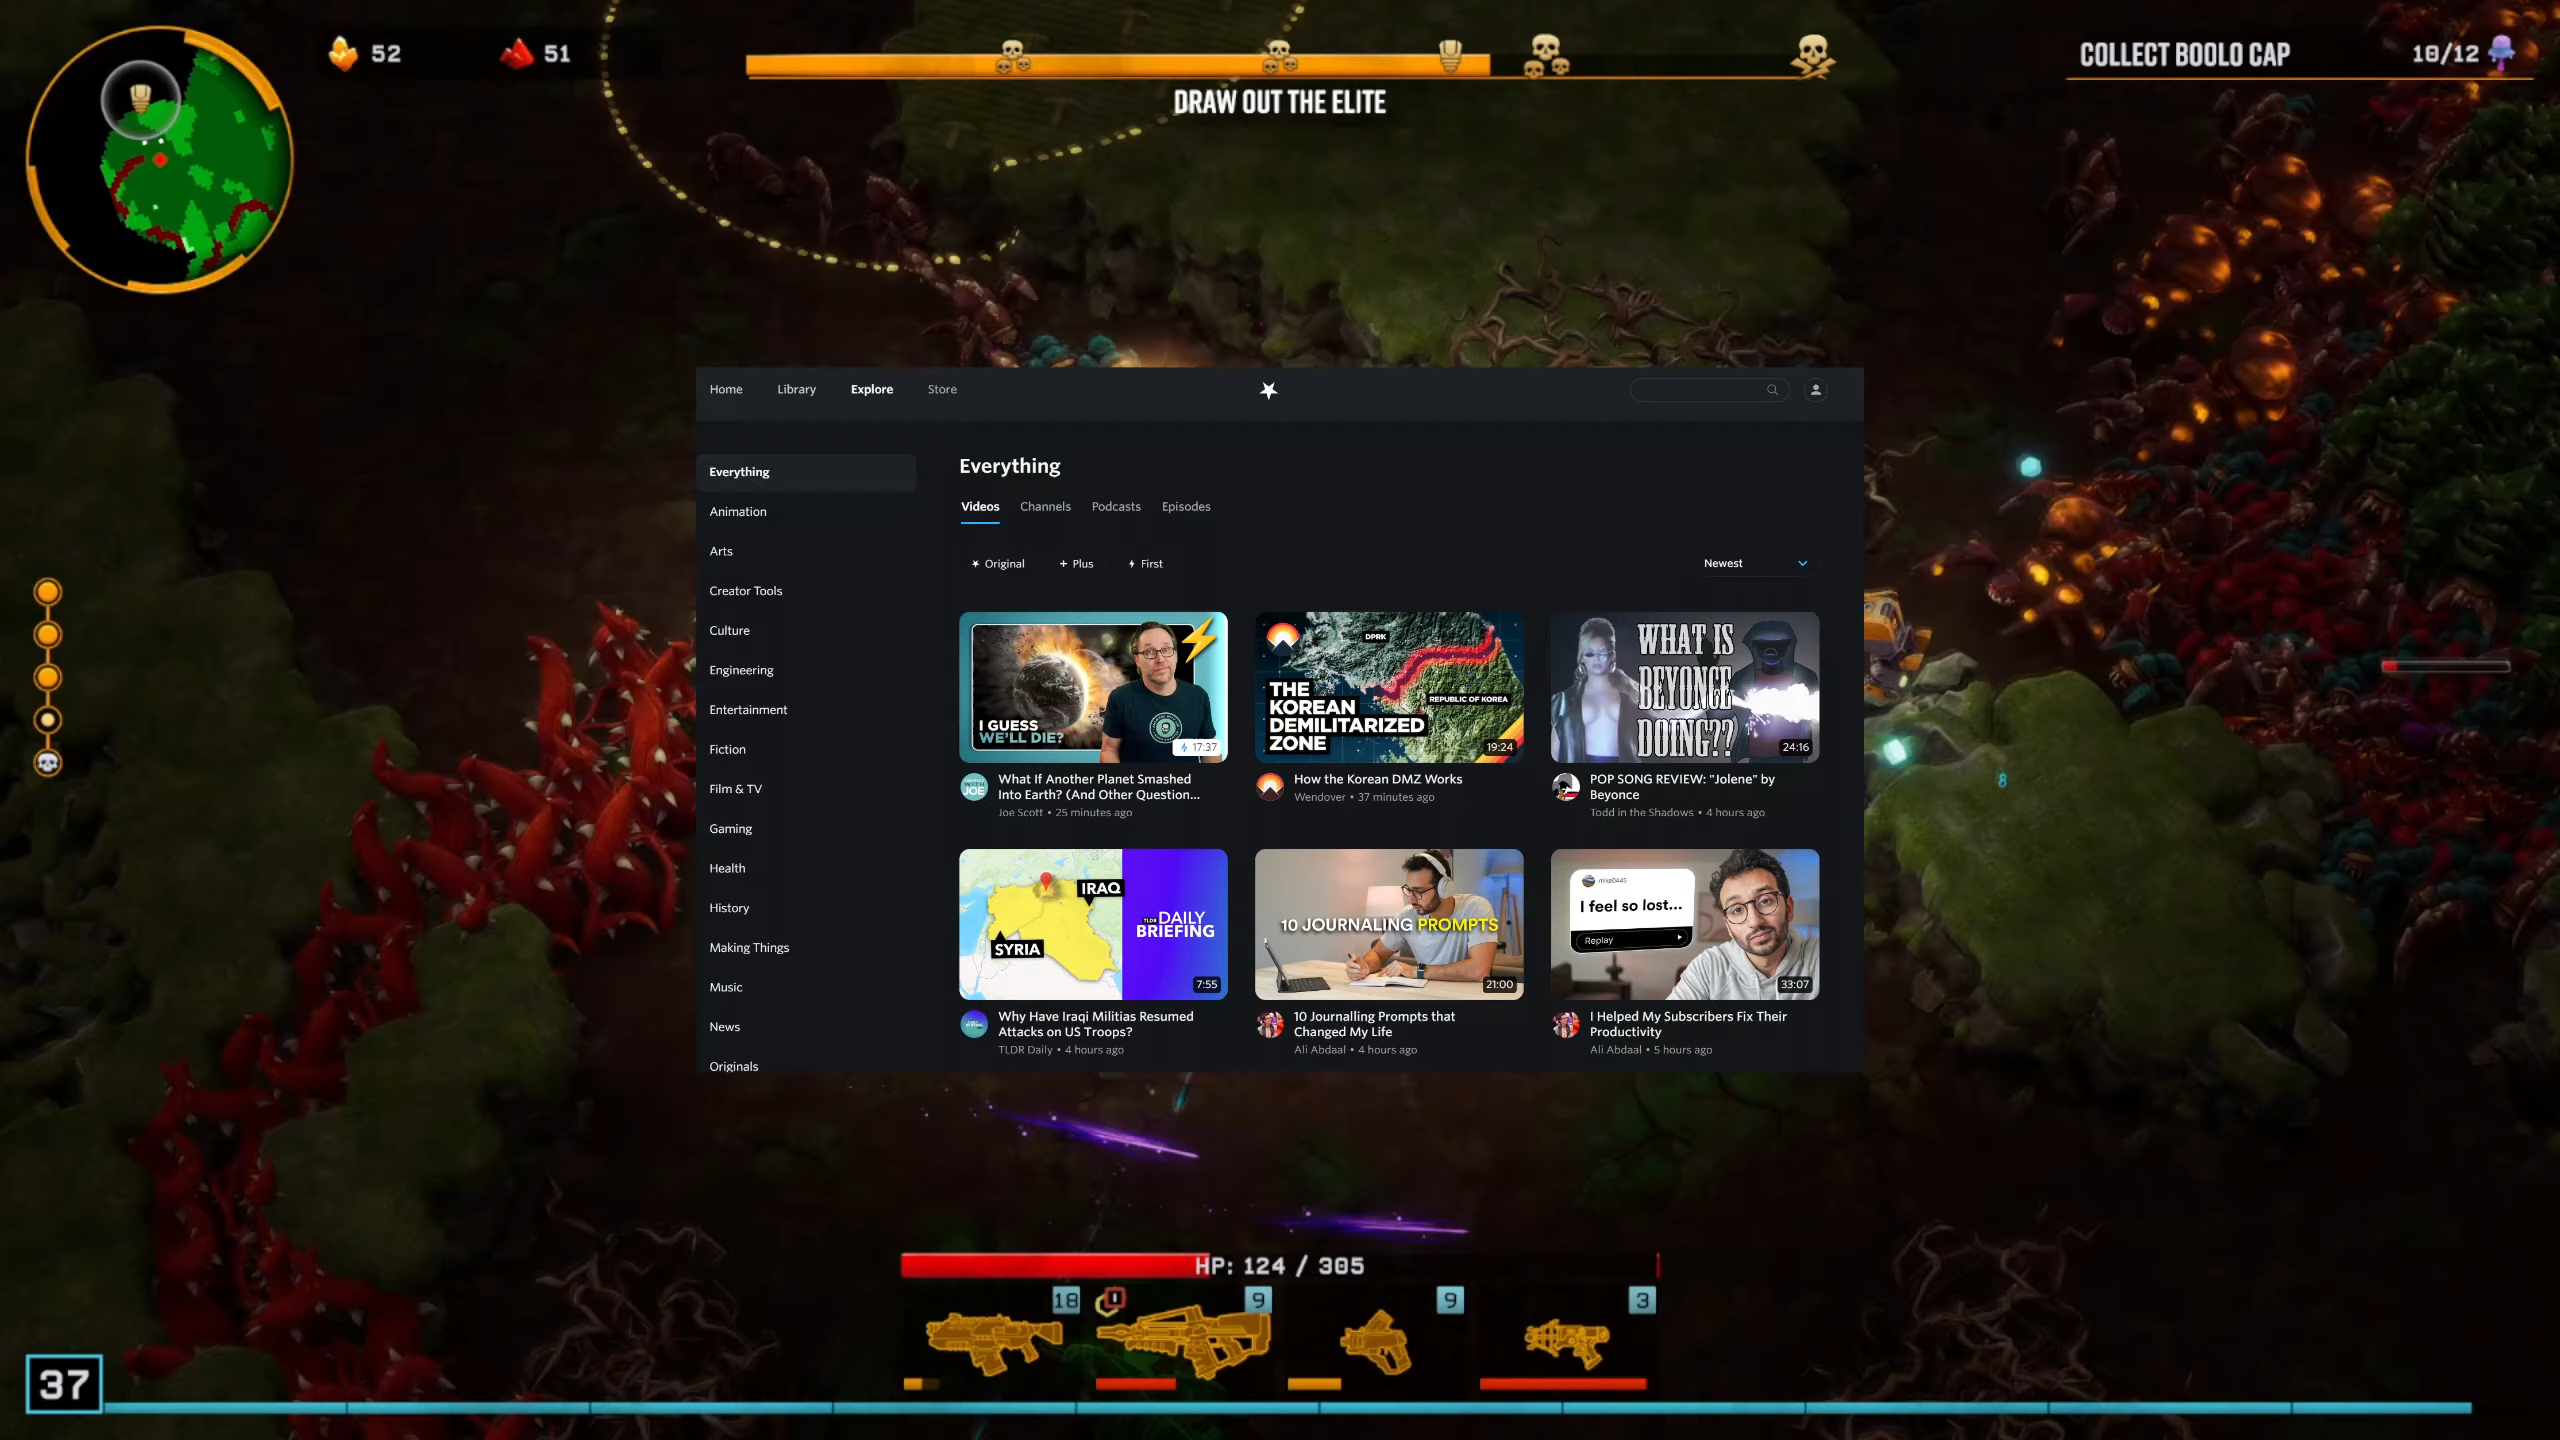 52
51
DRAW OUT THE ELITE
COLLECT BOOLO CAP
10/12
Home
Library
Explore
Store
Everything
Animation
Arts
Creator Tools
Culture
Engineering
Entertainment
Fiction
Film & TV
Gaming
Health
History
Making Things
Music
News
Originals
Everything
Videos
Channels
Podcasts
Episodes
Original
Plus
First
Newest
I GUESS
WE'LL DIE?
17:37
What If Another Planet Smashed
Into Earth? (And Other Question...
Joe Scott • 25 minutes ago
DPRK
REPUBLIC OF KOREA
THE
KOREAN
DEMILITARIZED
ZONE
19:24
How the Korean DMZ Works
Wendover • 37 minutes ago
WHAT IS
BEYONCE
DOING??
24:16
POP SONG REVIEW: "Jolene" by
Beyonce
Todd in the Shadows • 4 hours ago
IRAQ
SYRIA
TLDR DAILY
BRIEFING
7:55
Why Have Iraqi Militias Resumed
Attacks on US Troops?
TLDR Daily • 4 hours ago
10 JOURNALING PROMPTS
21:00
10 Journalling Prompts that
Changed My Life
Ali Abdaal • 4 hours ago
miko0445
I feel so lost...
Replay
33:07
I Helped My Subscribers Fix Their
Productivity
Ali Abdaal • 5 hours ago
8
HP: 124 / 305
18
9
9
3
37